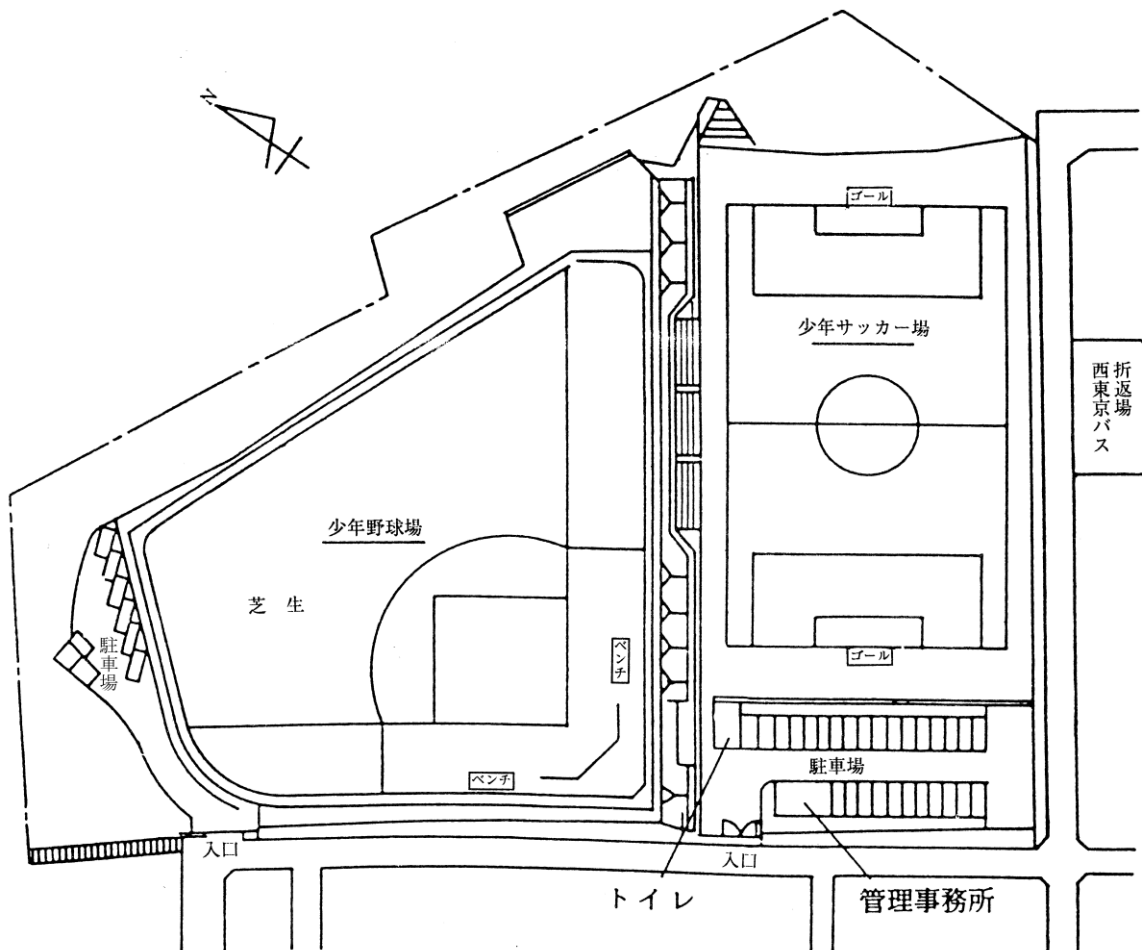 N
ゴール
少年サッカー場
折返場
西東京バス
少年野球場
芝生
ベンチ
駐車場
ゴール
ベンチ
駐車場
入口
入口
トイレ
管理事務所